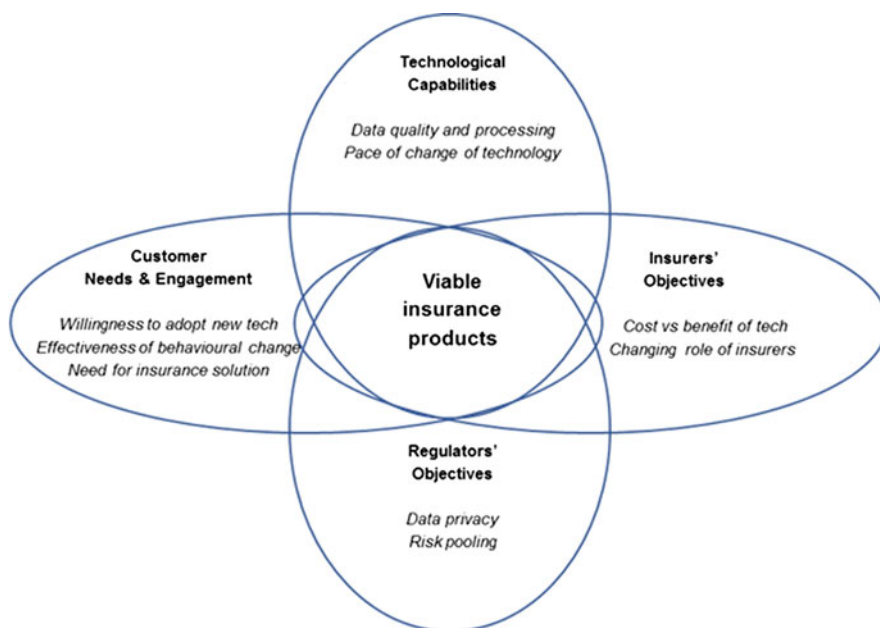 Technological
Capabilities
Data quality and processing
Pace of change of technology
Customer
Needs & Engagement
Willingness to adopt new tech
Effectiveness of behavioural change
Need for insurance solution
Viable
insurance
products
Insurers'
Objectives
Cost vs benefit of tech
Changing role of insurers
Regulators'
Objectives
Data privacy
Risk pooling